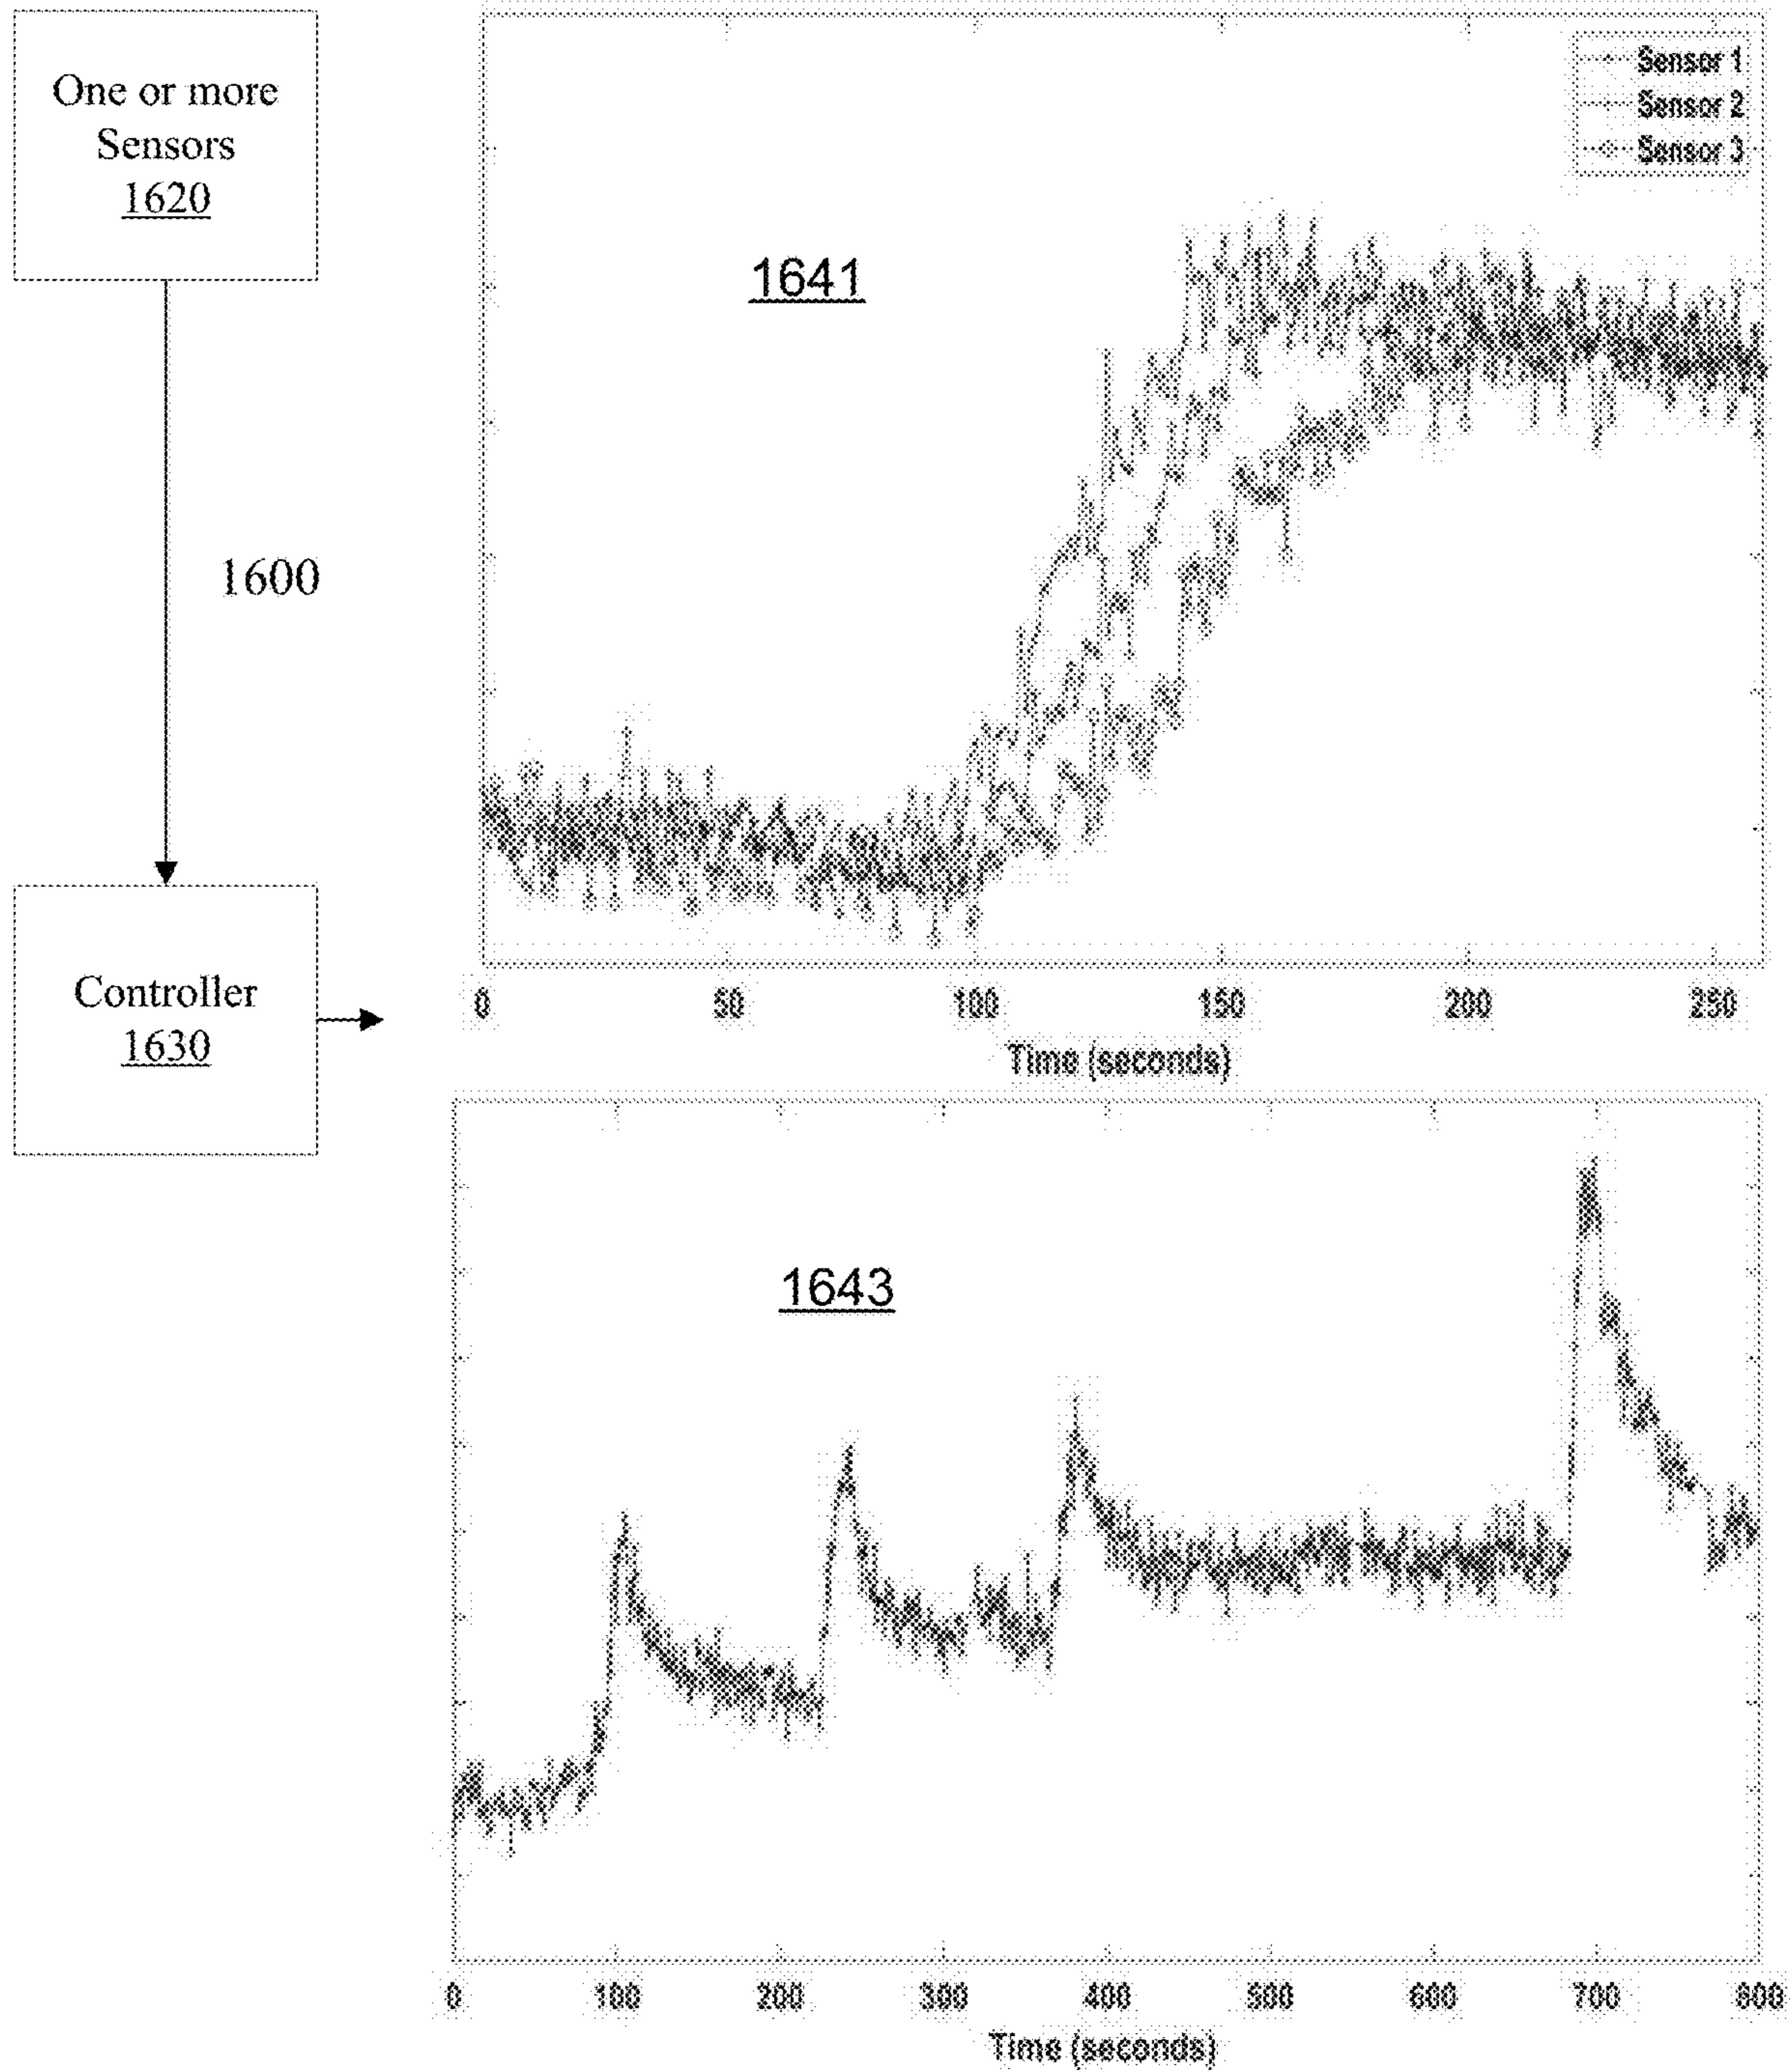 One or more
Sensors
1620
1600
Controller
1630
Sensor 1
Sensor 2
Sensor 3
1641
0 50 100 150 200 250
Time (seconds)
1643
0 100 200 300 400 500 600 700 800
Time (seconds)